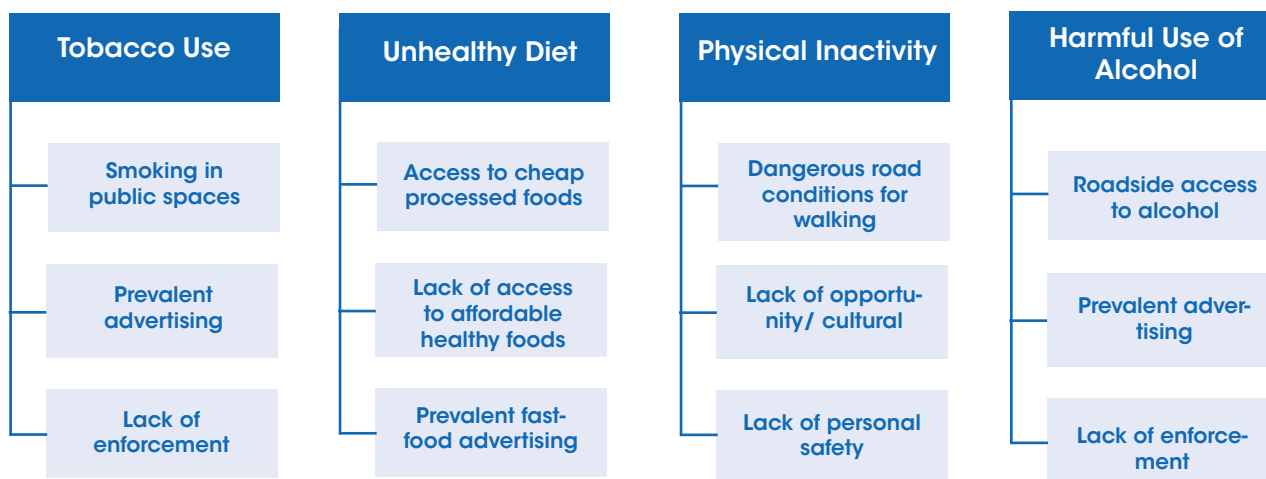 Tobacco Use
Smoking in
public spaces
Prevalent
advertising
Lack of
enforcement
Unhealthy Diet
Access to cheap
processed foods
Lack of access
to affordable
healthy foods
Prevalent fast-
food advertising
Physical Inactivity
Dangerous road
conditions for
walking
Lack of opportu-
nity/ cultural
Lack of personal
safety
Harmful Use of
Alcohol
Roadside access
to alcohol
Prevalent adver-
tising
Lack of enforce-
ment